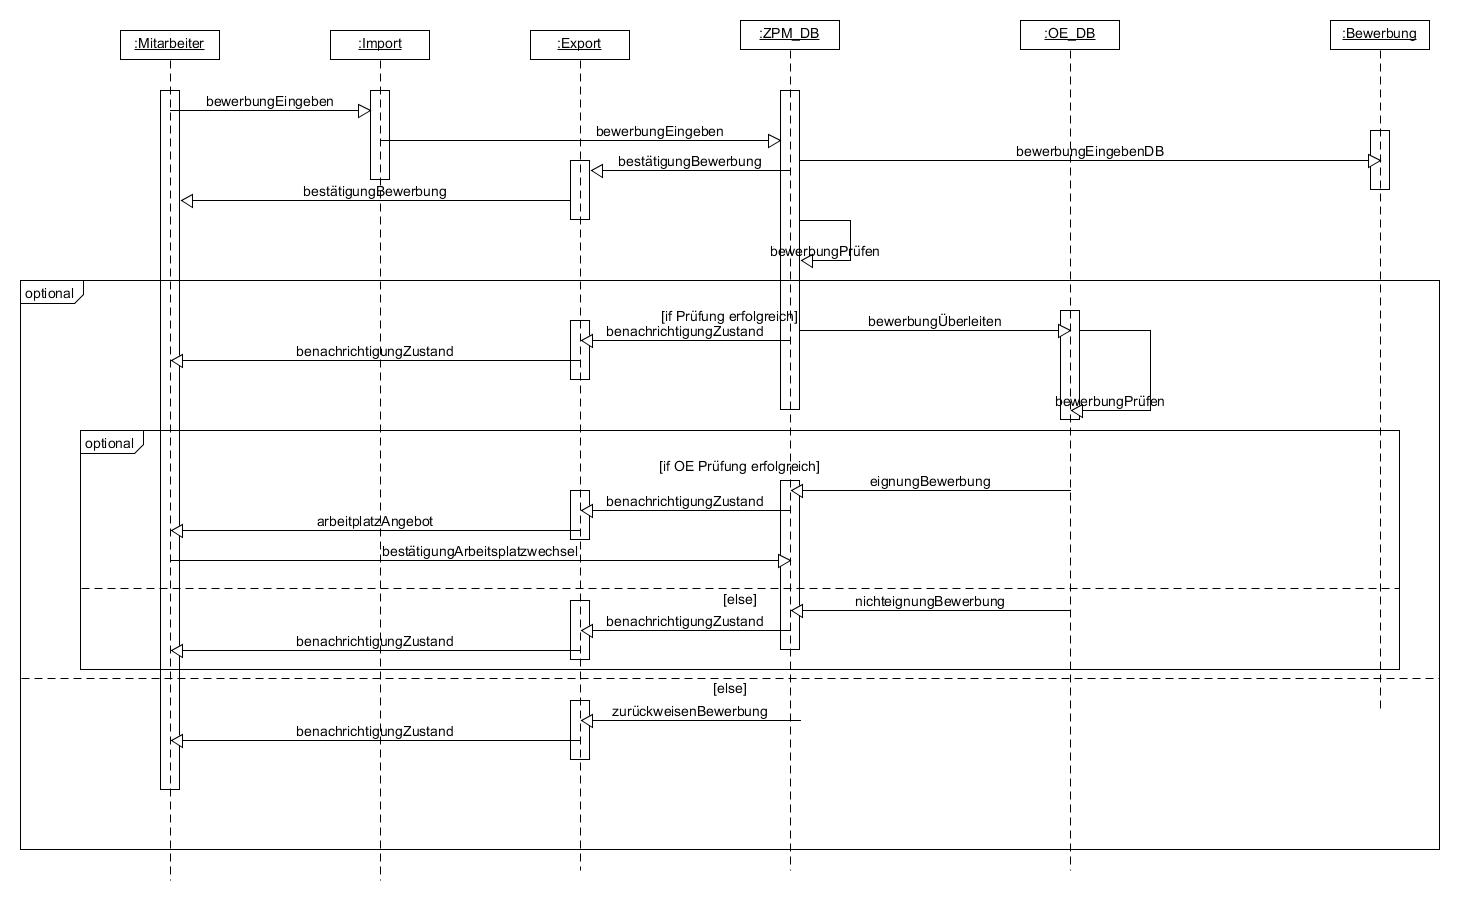 :Mitarbeiter
:Import
:Export
:ZPM_DB
:OE_DB
:Bewerbung
bewerbungEingeben
bewerbungEingeben
bewerbungEingebenDB
bestätigungBewerbung
bestätigungBewerbung
bewerbungPrüfen
optional
[if Prüfung erfolgreich]
bewerbungÜberleiten
benachrichtigungZustand
benachrichtigungZustand
bewerbungPrüfen
optional
[if OE Prüfung erfolgreich]
eignungBewerbung
benachrichtigungZustand
arbeitplatzAngebot
bestätigungArbeitsplatzwechsel
[else]
nichteignungBewerbung
benachrichtigungZustand
benachrichtigungZustand
[else]
zurückweisenBewerbung
benachrichtigungZustand